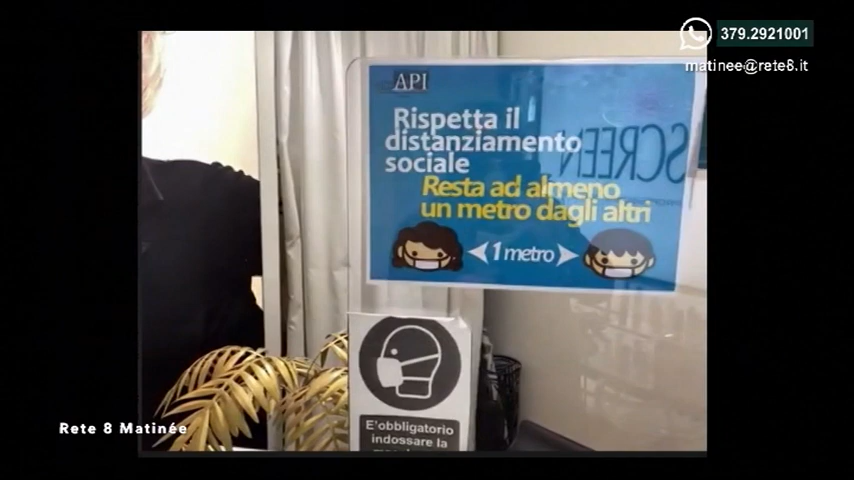 379.2921001
matinee@rete8.it
API
Rispetta il
distanziamento
sociale
SCREEN
Resta ad almeno
un metro dagli altri
1 metro
E'obbligatorio
indossare la
Rete 8 Matinée